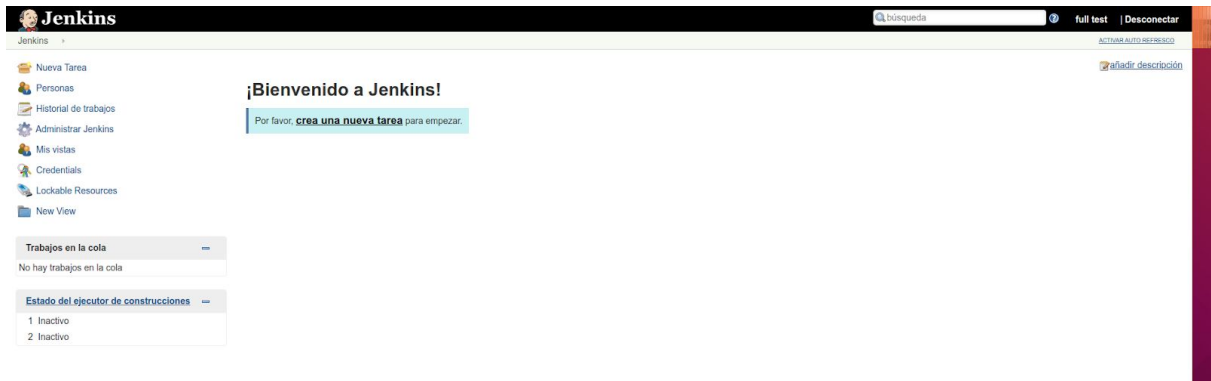 Jenkins
búsqueda
full test | Desconectar
Jenkins
ACTIVAR AUTO REFRESCO
Nueva Tarea
Personas
Historial de trabajos
Administrar Jenkins
Mis vistas
Credentials
Lockable Resources
New View
Trabajos en la cola
No hay trabajos en la cola
Estado del ejecutor de construcciones
1 Inactivo
2 Inactivo
añadir descripción
¡Bienvenido a Jenkins!
Por favor, crea una nueva tarea para empezar.